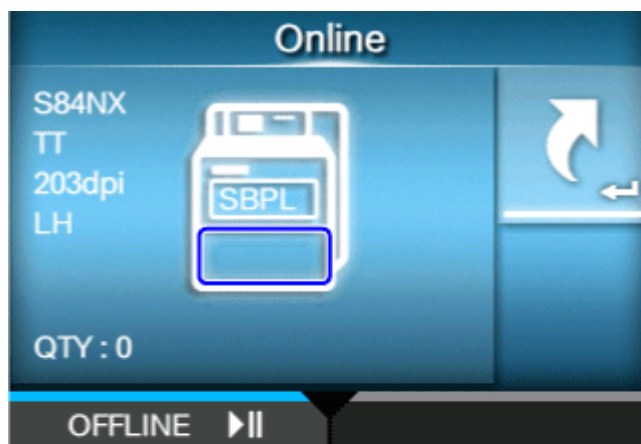 Online
S84NX
TT
203dpi
LH
SBPL
QTY : 0
OFFLINE